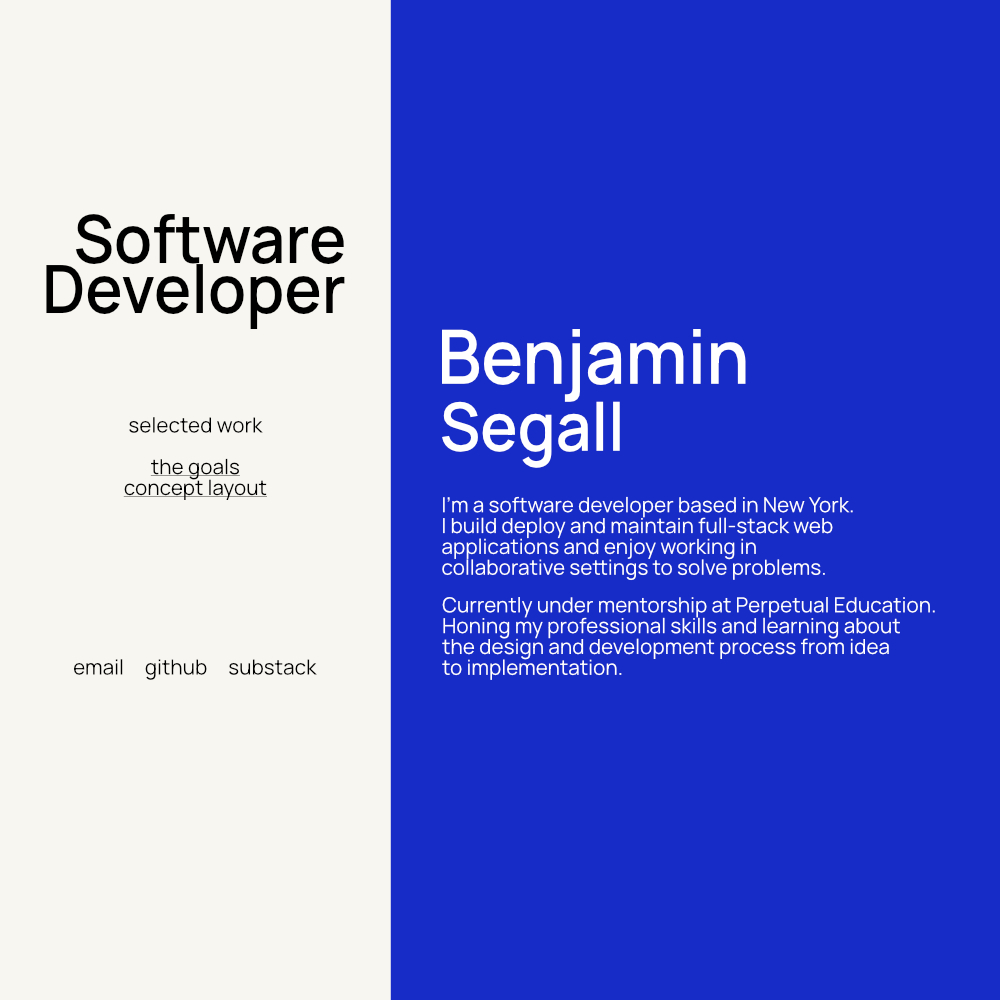 Software
Developer
selected work
the goals
concept layout
email github substack
Benjamin
Segall
I'm a software developer based in New York.
I build deploy and maintain full-stack web
applications and enjoy working in
collaborative settings to solve problems.
Currently under mentorship at Perpetual Education.
Honing my professional skills and learning about
the design and development process from idea
to implementation.